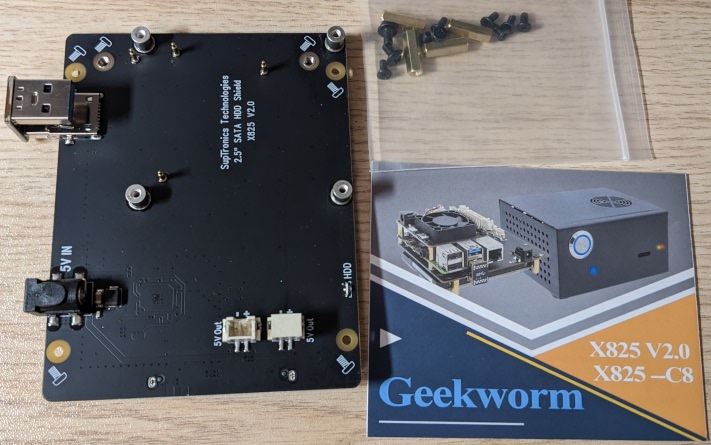 SupTronics Technologies
2.5" SATA HDD Shield
X825 V2.0
5V IN
HDD
5V Out
5V Out
X825 V2.0
X825 –C8
Geekworm